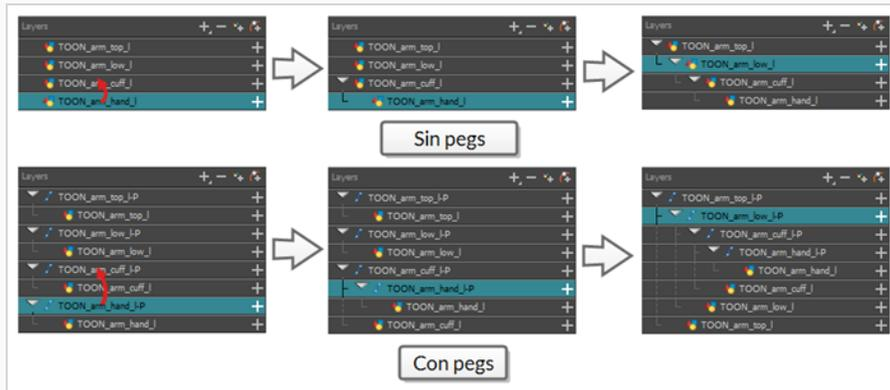 Layers
TOON_arm_top_l
TOON_arm_low_l
TOON_arm_cuff_l
TOON_arm_hand_l
Layers
TOON_arm_top_l
TOON_arm_low_l
TOON_arm_cuff_l
TOON_arm_hand_l
Layers
TOON_arm_top_l
TOON_arm_low_l
TOON_arm_cuff_l
TOON_arm_hand_l
Sin pegs
Layers
TOON_arm_top_l-P
TOON_arm_top_l
TOON_arm_low_l-P
TOON_arm_low_l
TOON_arm_cuff_l-P
TOON_arm_cuff_l
TOON_arm_hand_l-P
TOON_arm_hand_l
Layers
TOON_arm_top_l-P
TOON_arm_top_l
TOON_arm_low_l-P
TOON_arm_low_l
TOON_arm_cuff_l-P
TOON_arm_hand_l-P
TOON_arm_hand_l
TOON_arm_cuff_l
Layers
TOON_arm_top_l-P
TOON_arm_low_l-P
TOON_arm_cuff_l-P
TOON_arm_hand_l-P
TOON_arm_hand_l
TOON_arm_cuff_l
TOON_arm_low_l
TOON_arm_top_l
Con pegs